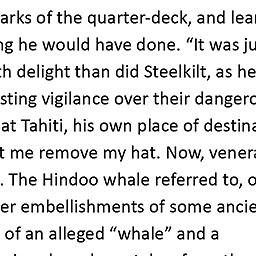 arks of the quarter-deck, and lear
ng he would have done. “It was ju
th delight than did Steelkilt, as he
sting vigilance over their dangero
at Tahiti, his own place of destina
t me remove my hat. Now, venera
. The Hindoo whale referred to, o
er embellishments of some ancie
of an alleged “whale” and a